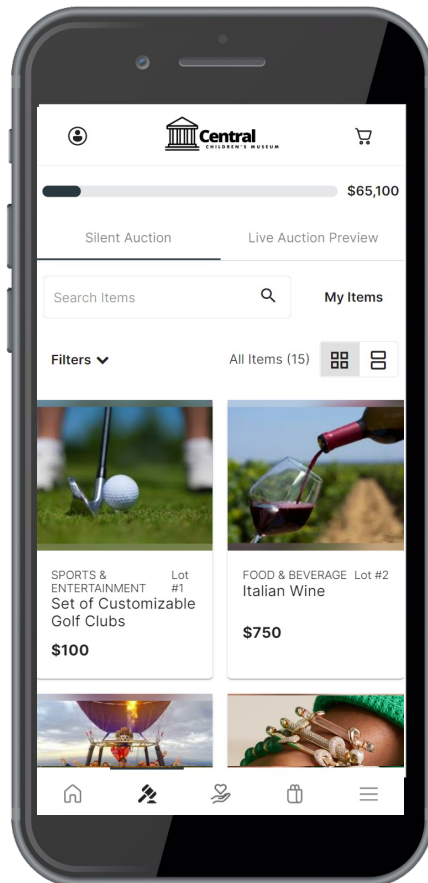 Central
CHILDREN'S MUSEUM
$65,100
Silent Auction
Live Auction Preview
Search Items
My Items
Filters
All Items (15)
SPORTS &
ENTERTAINMENT
Lot
#1
Set of Customizable
Golf Clubs
$100
FOOD & BEVERAGE Lot #2
Italian Wine
$750